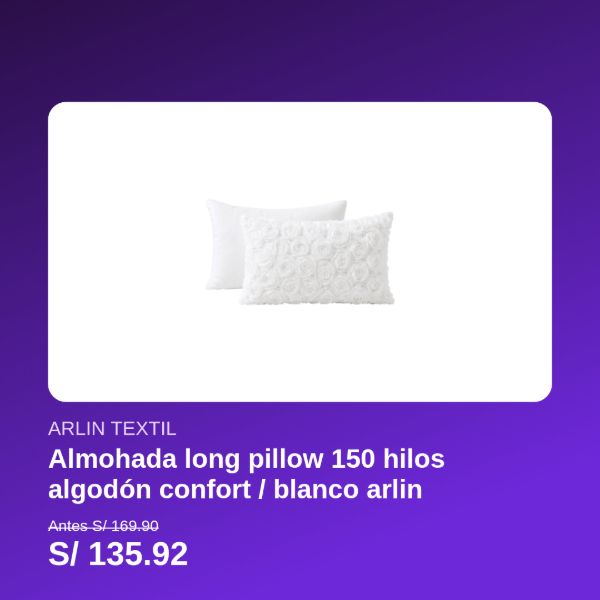 ARLIN TEXTIL
Almohada long pillow 150 hilos
algodón confort / blanco arlin
Antes S/ 169.90
S/ 135.92